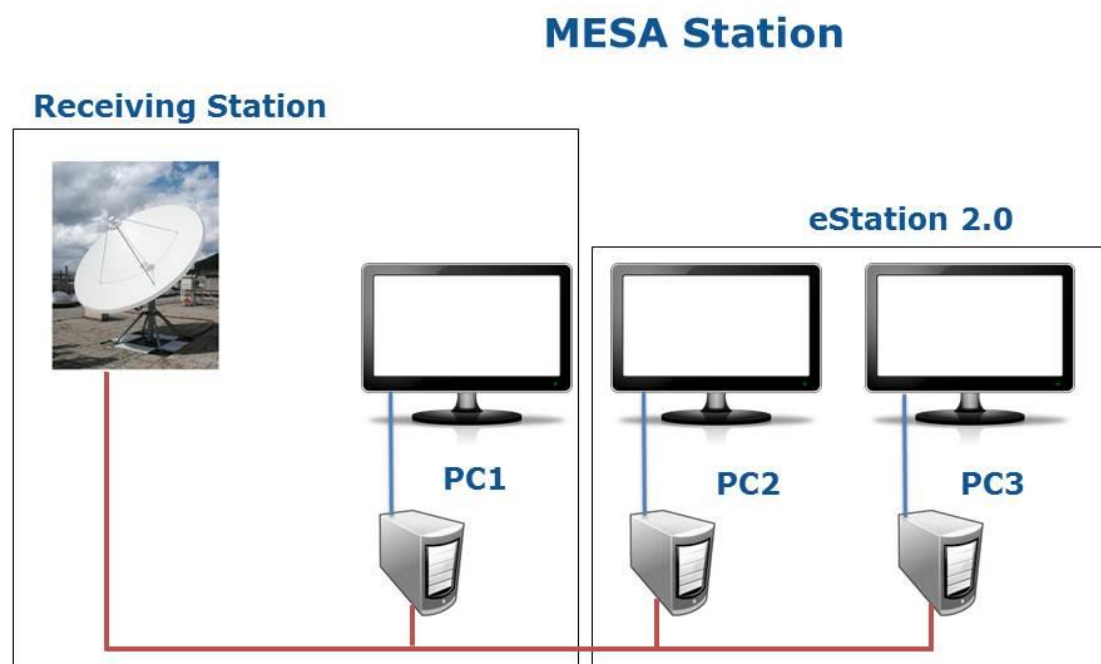 MESA Station
Receiving Station
eStation 2.0
PC1
PC2
PC3